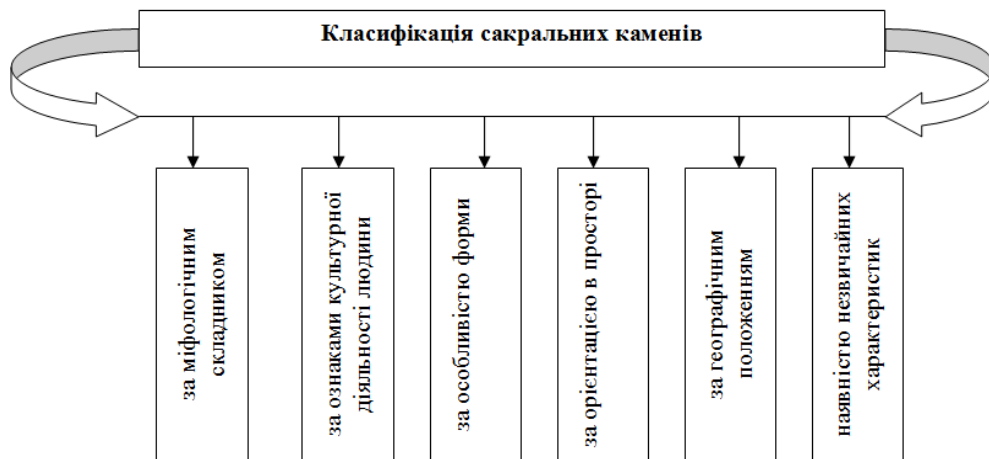 Класифікація сакральних каменів
за міфологічним
складником
за ознаками культурної
діяльності людини
за особливістю форми
за орієнтацією в просторі
за географічним
положенням
наявністю незвичайних
характеристик